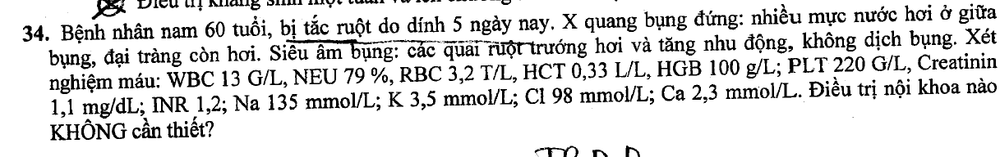 Điều trị kháng sinh một tuần và
34. Bệnh nhân nam 60 tuổi, bị tắc ruột do dính 5 ngày nay. X quang bụng đứng: nhiều mực nước hơi ở giữa
bụng, đại tràng còn hơi. Siêu âm bụng: các quai ruột trướng hơi và tăng nhu động, không dịch bụng. Xét
nghiệm máu: WBC 13 G/L, NEU 79 %, RBC 3,2 T/L, HCT 0,33 L/L, HGB 100 g/L; PLT 220 G/L, Creatinin
1,1 mg/dL; INR 1,2; Na 135 mmol/L; K 3,5 mmol/L; Cl 98 mmol/L; Ca 2,3 mmol/L. Điều trị nội khoa nào
KHÔNG cần thiết?